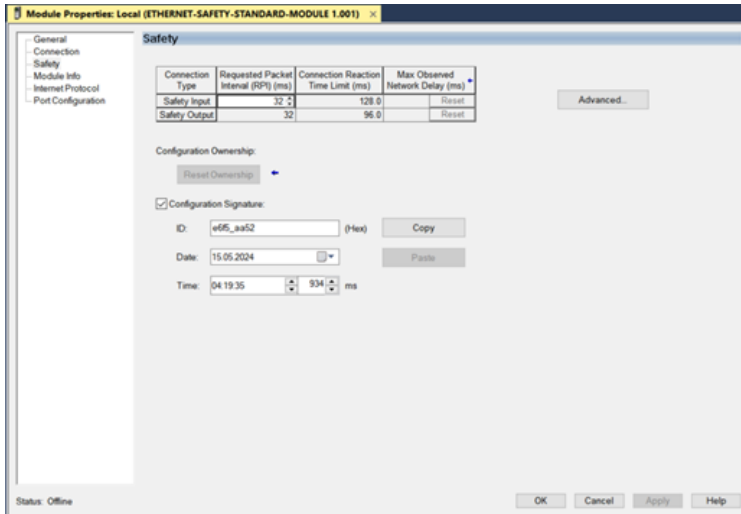 Module Properties: Local (ETHERNET-SAFETY-STANDARD-MODULE 1.001) ×
General
Connection
Safety
Module Info
Internet Protocol
Port Configuration
Safety
Connection Type Requested Packet Interval (RPI) (ms) Connection Reaction Time Limit (ms) Max Observed Network Delay (ms)
Safety Input 32 128.0 Reset
Safety Output 32 96.0 Reset
Advanced...
Configuration Ownership:
Reset Ownership
Configuration Signature:
ID: e6f5_aa52 (Hex) Copy
Date: 15.05.2024 Paste
Time: 04:19:35 934 ms
Status: Offline
OK Cancel Apply Help